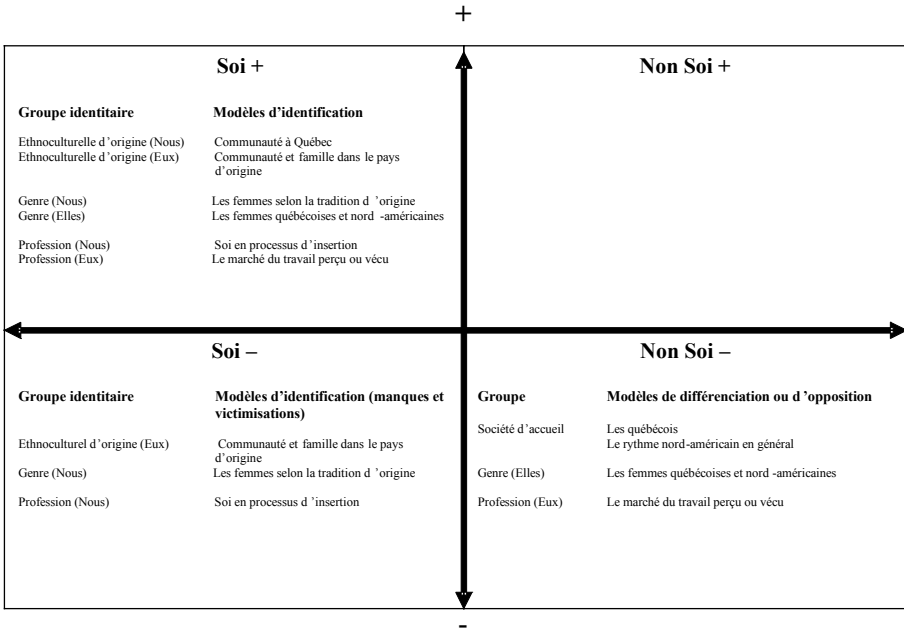 +
Soi +
Groupe identitaire Modèles d'identification
Ethnoculturelle d'origine (Nous) Communauté à Québec
Ethnoculturelle d'origine (Eux) Communauté et famille dans le pays
d'origine
Genre (Nous) Les femmes selon la tradition d 'origine
Genre (Elles) Les femmes québécoises et nord -américaines
Profession (Nous) Soi en processus d'insertion
Profession (Eux) Le marché du travail perçu ou vécu
Non Soi +
Soi –
Groupe identitaire Modèles d'identification (manques et
victimisations)
Ethnoculturel d'origine (Eux) Communauté et famille dans le pays
d'origine
Genre (Nous) Les femmes selon la tradition d 'origine
Profession (Nous) Soi en processus d 'insertion
Non Soi –
Groupe Modèles de différenciation ou d 'opposition
Société d'accueil Les québécois
Le rythme nord-américain en général
Genre (Elles) Les femmes québécoises et nord -américaines
Profession (Eux) Le marché du travail perçu ou vécu
-